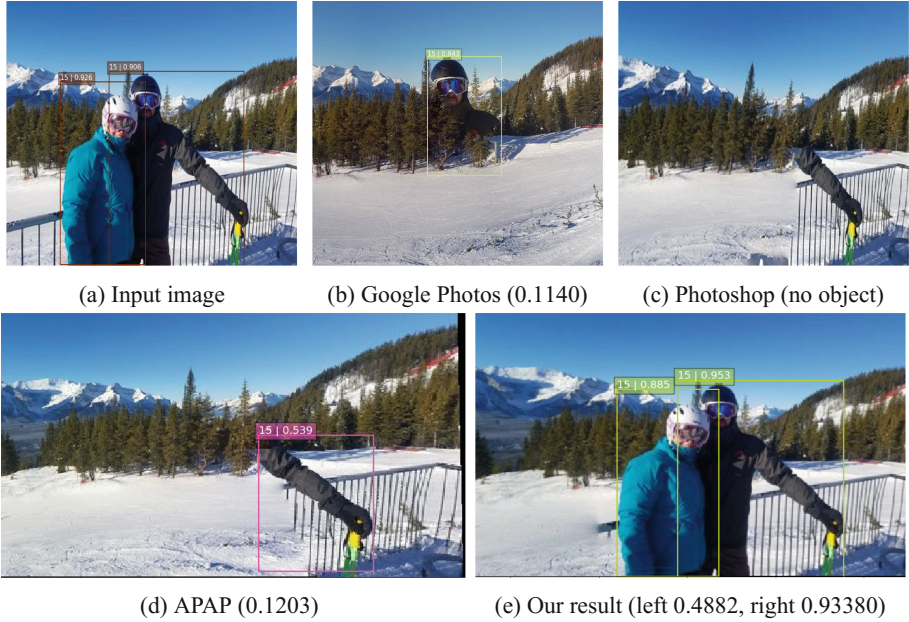 15 | 0.906
15 | 0.926
15 | 0.843
(a) Input image
(b) Google Photos (0.1140)
(c) Photoshop (no object)
15 | 0.539
15 | 0.953
15 | 0.885
(d) APAP (0.1203)
(e) Our result (left 0.4882, right 0.93380)